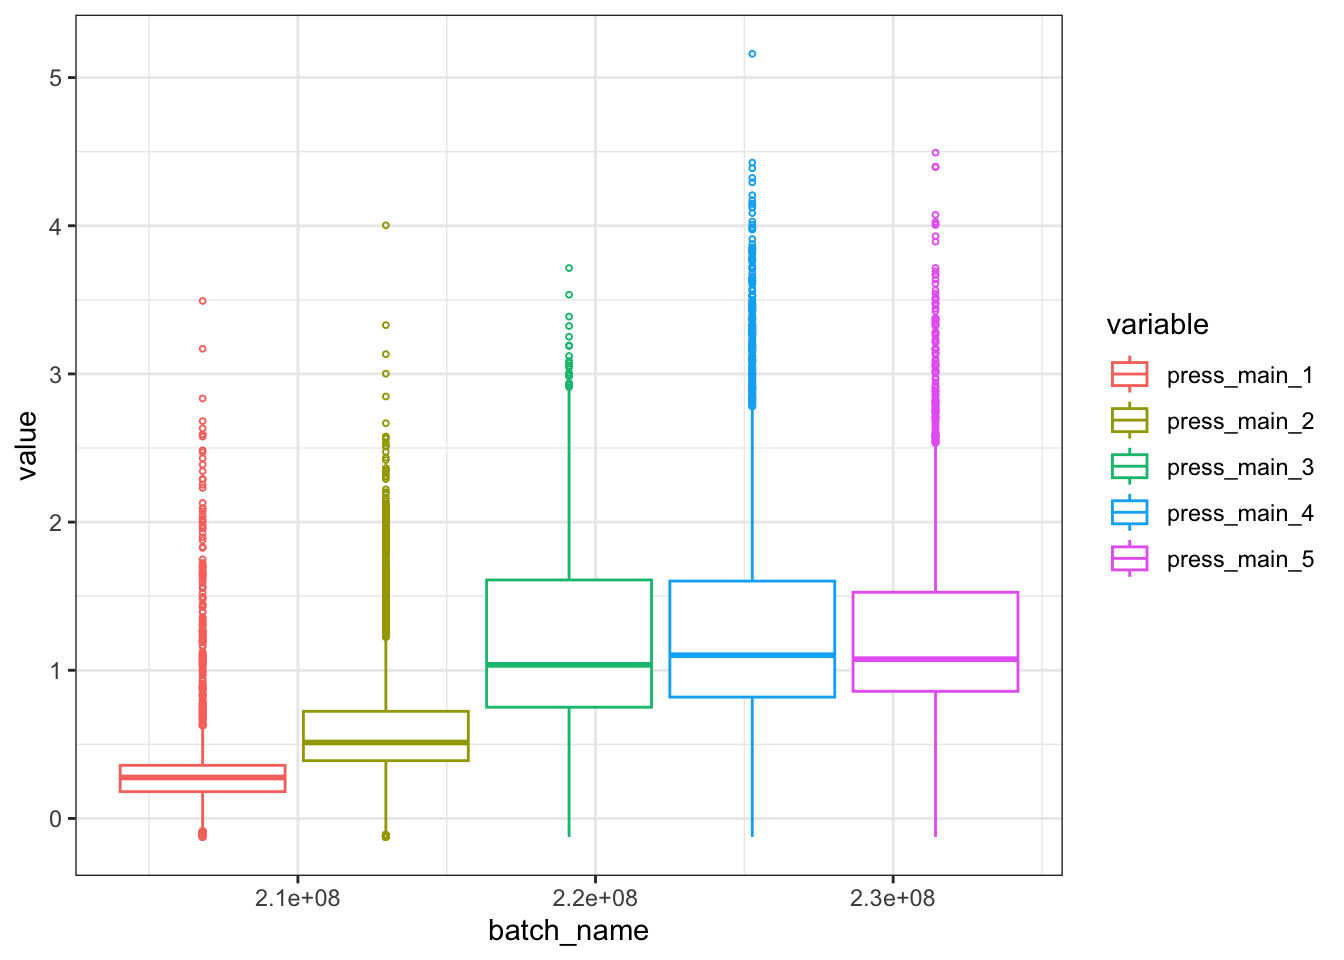 5
4
3
2
1
0
value
2.1e+08
2.2e+08
2.3e+08
batch_name
variable
press_main_1
press_main_2
press_main_3
press_main_4
press_main_5